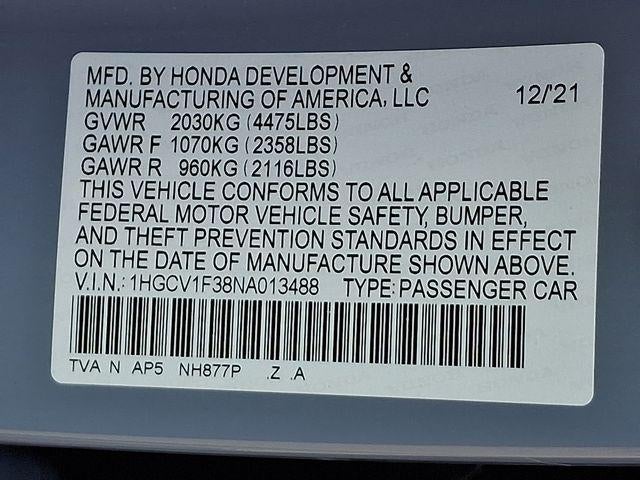 MFD. BY HONDA DEVELOPMENT &
MANUFACTURING OF AMERICA, LLC 12/'21
GVWR 2030KG (4475LBS)
GAWR F 1070KG (2358LBS)
GAWR R 960KG (2116LBS)
THIS VEHICLE CONFORMS TO ALL APPLICABLE
FEDERAL MOTOR VEHICLE SAFETY, BUMPER,
AND THEFT PREVENTION STANDARDS IN EFFECT
ON THE DATE OF MANUFACTURE SHOWN ABOVE.
V.I.N.: 1HGCV1F38NA013488 TYPE: PASSENGER CAR
TVA N AP5 NH877P .Z .A